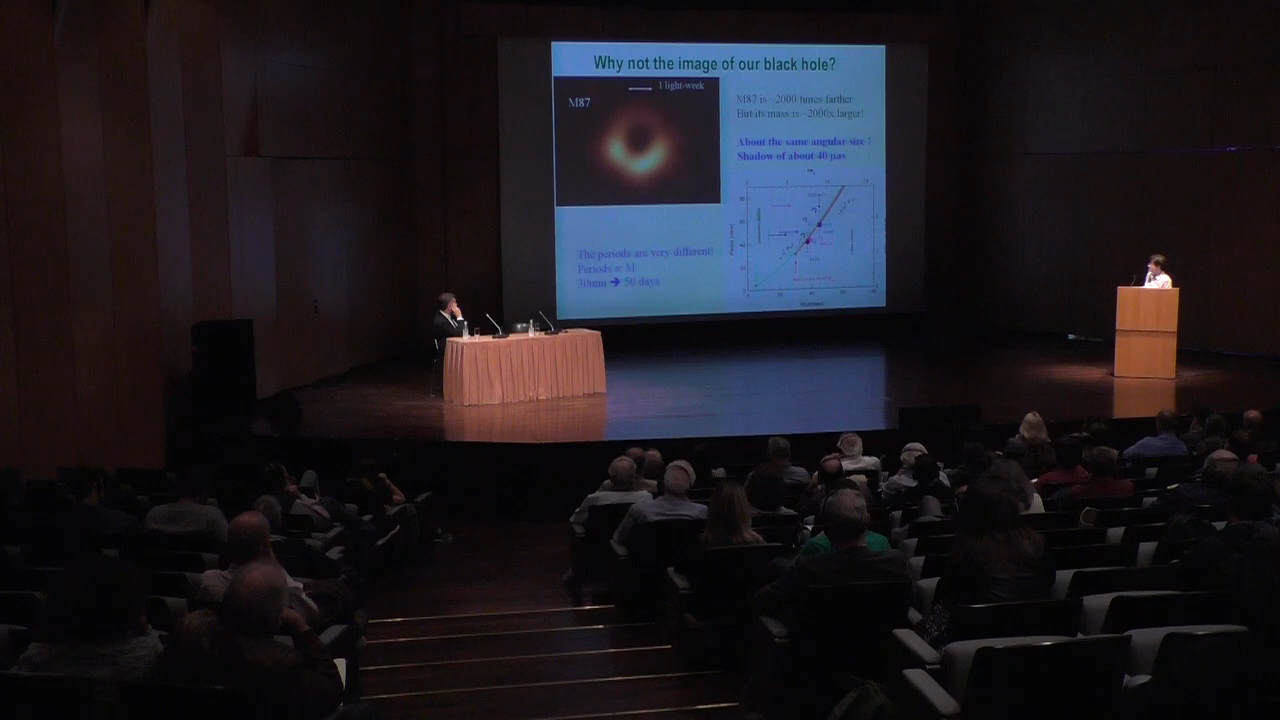 Why not the image of our black hole?
1 light-week
M87
M87 is ~2000 times farther
But its mass is ~2000x larger!
About the same angular size !
Shadow of about 40 μas
The periods are very different!
Periods ∝ M
30min ➔ 50 days